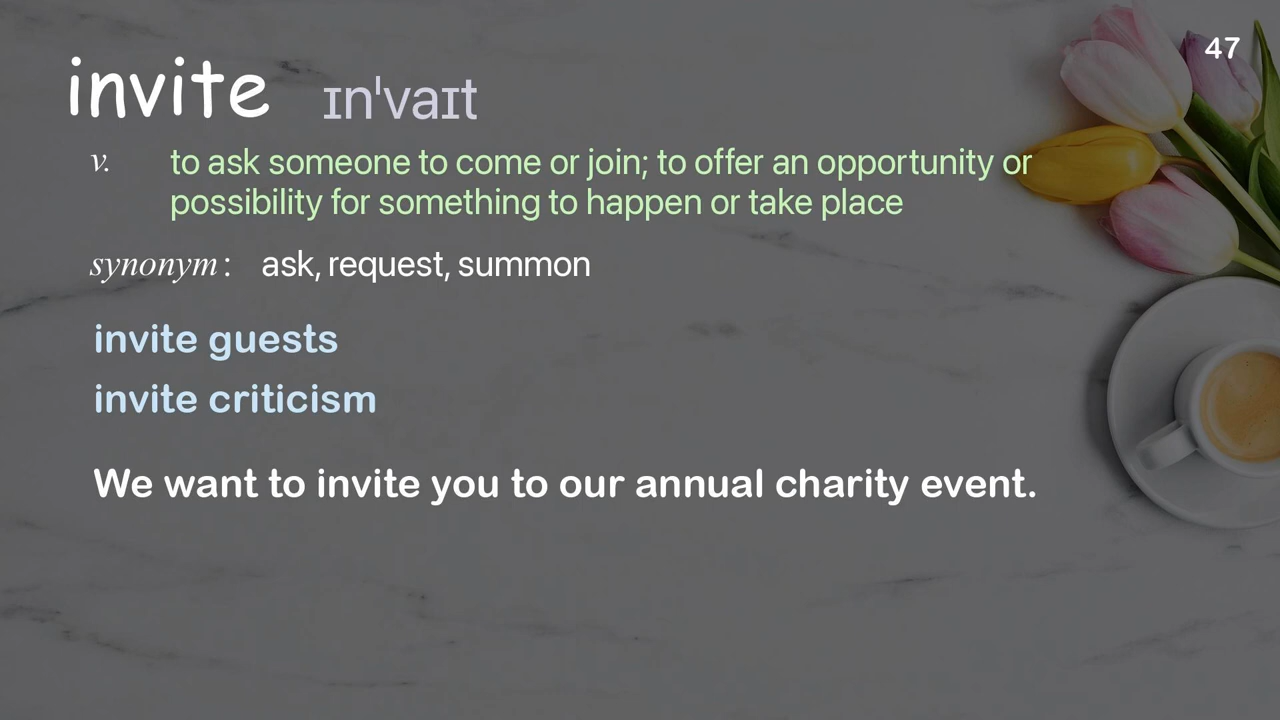 47
invite ɪn'vaɪt
v. to ask someone to come or join; to offer an opportunity or
possibility for something to happen or take place
synonym: ask, request, summon
invite guests
invite criticism
We want to invite you to our annual charity event.